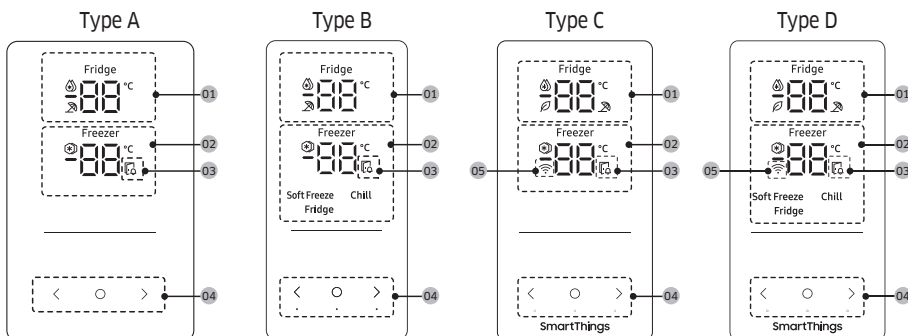 Type A
Type B
Type C
Type D
Fridge
88 °C
01
Freezer
88 °C
02
03
04
Fridge
88 °C
01
Freezer
88 °C
02
03
Soft Freeze Chill
Fridge
04
Fridge
88 °C
01
Freezer
88 °C
02
05
03
04
SmartThings
Fridge
88 °C
01
Freezer
88 °C
02
05
03
Soft Freeze Chill
Fridge
04
SmartThings